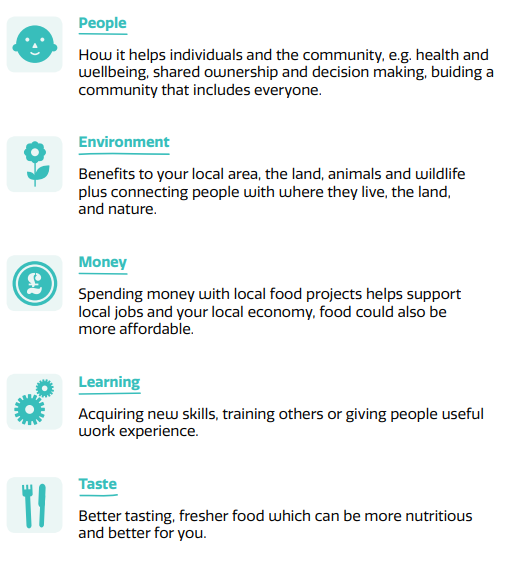 People
How it helps individuals and the community, e.g. health and
wellbeing, shared ownership and decision making, buiding a
community that includes everyone.
Environment
Benefits to your local area, the land, animals and wildlife
plus connecting people with where they live, the land,
and nature.
£
Money
Spending money with local food projects helps support
local jobs and your local economy, food could also be
more affordable.
Learning
Acquiring new skills, training others or giving people useful
work experience.
Taste
Better tasting, fresher food which can be more nutritious
and better for you.